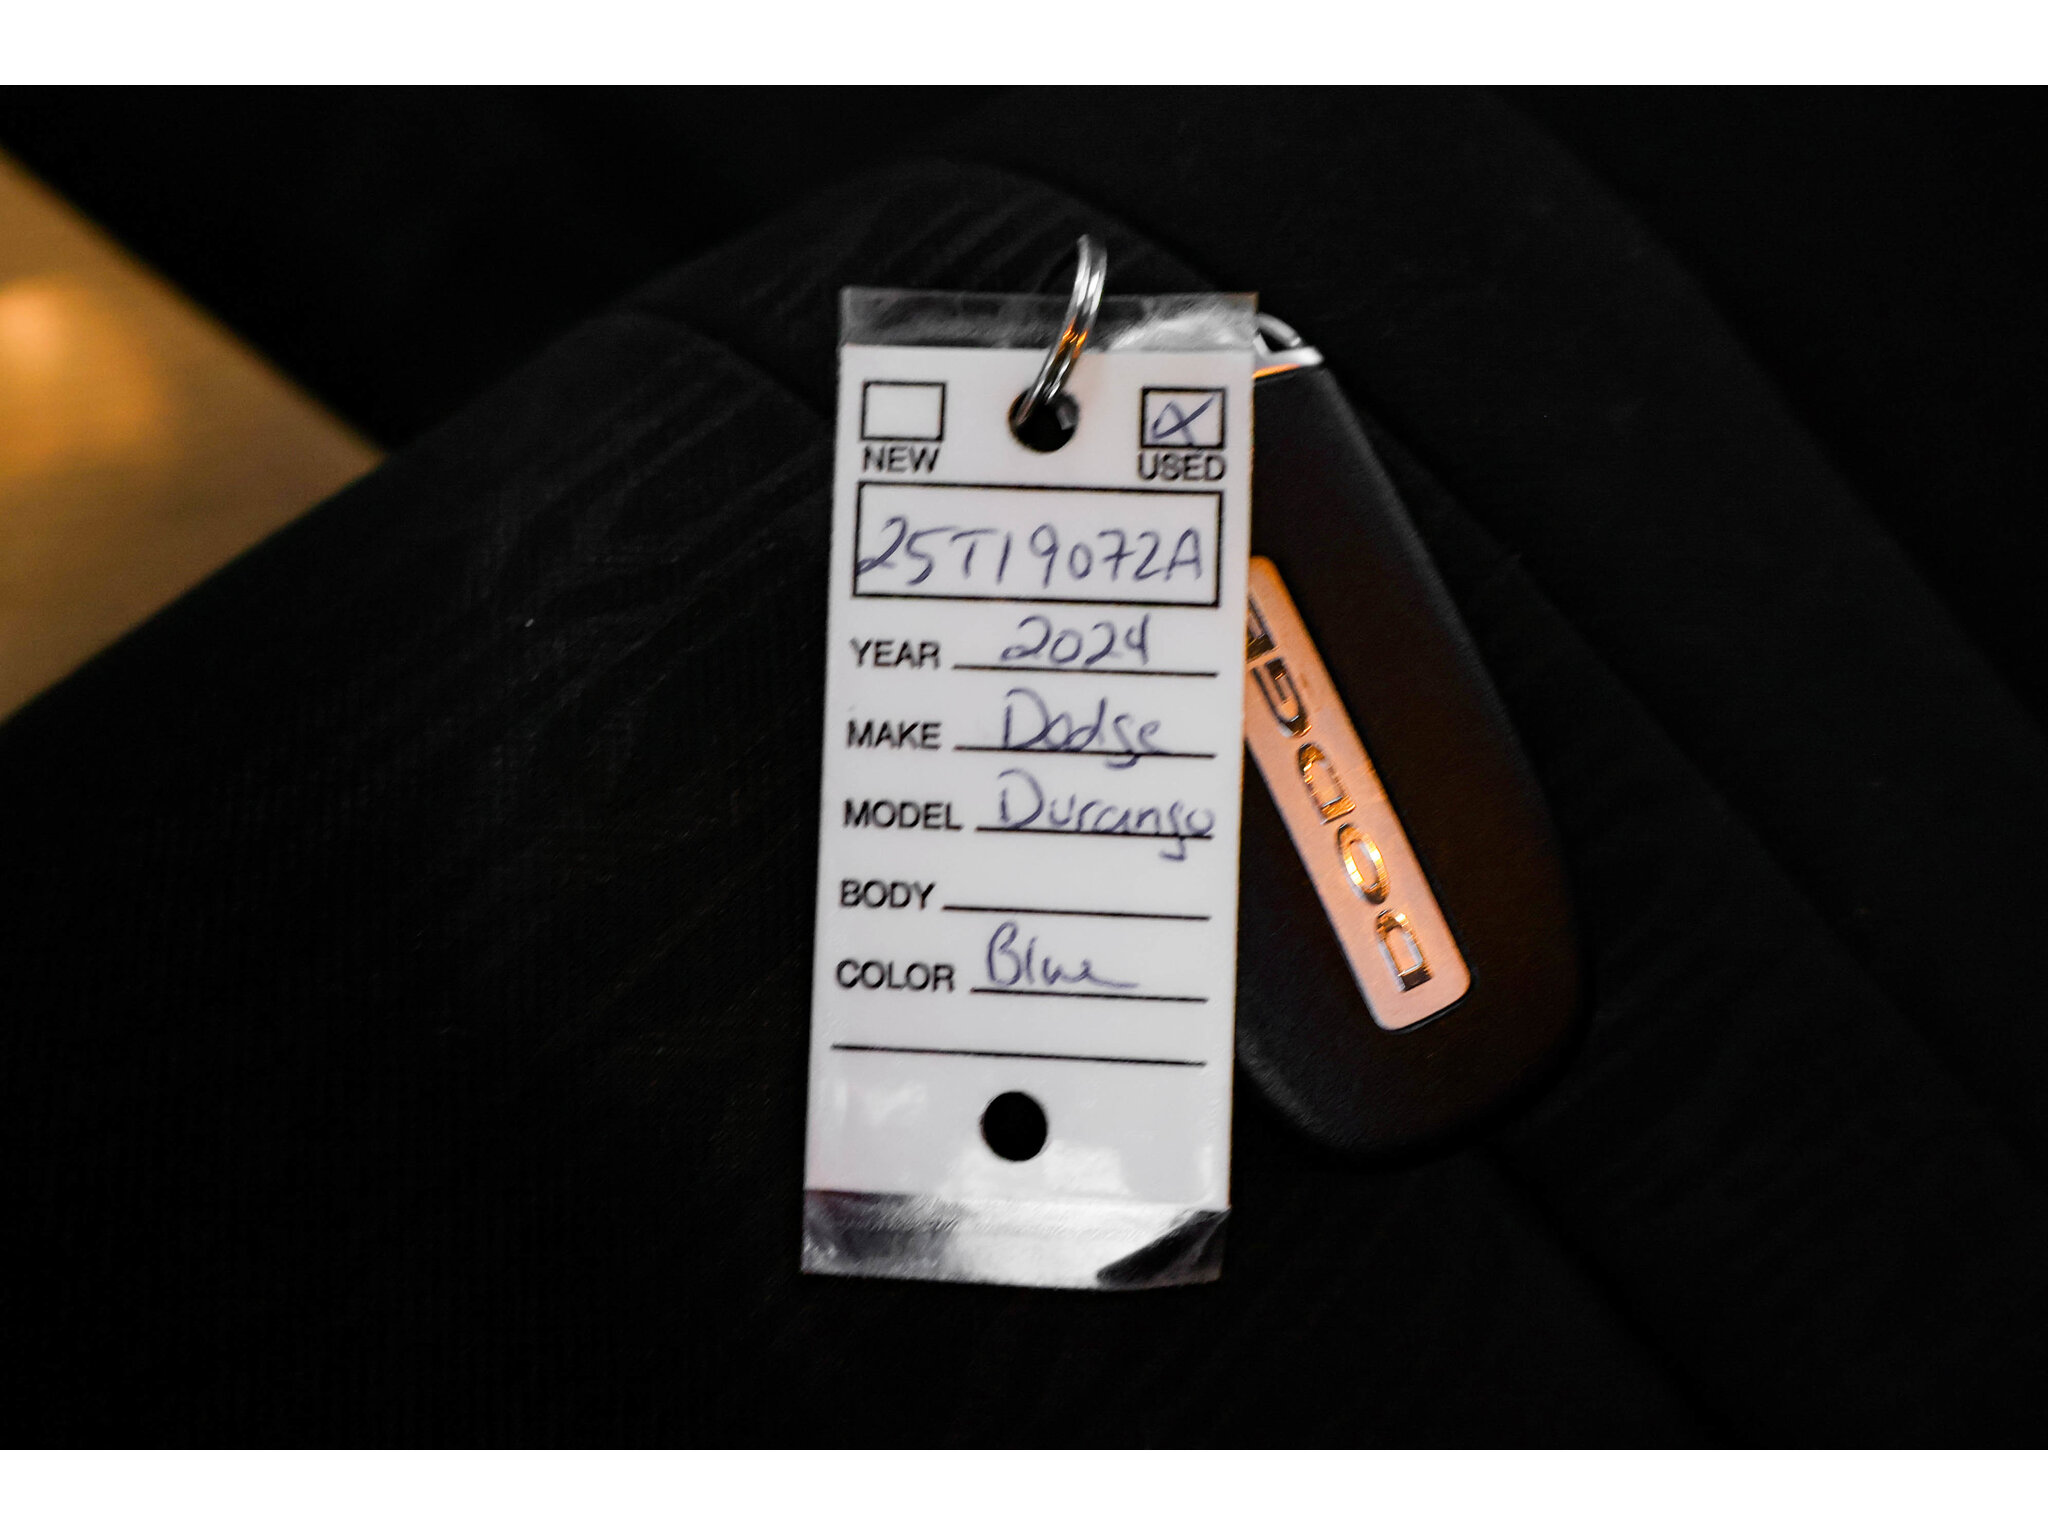 NEW USED
25T19072A
YEAR 2024
MAKE Dodge
MODEL Durango
BODY
COLOR Blue
DODGE